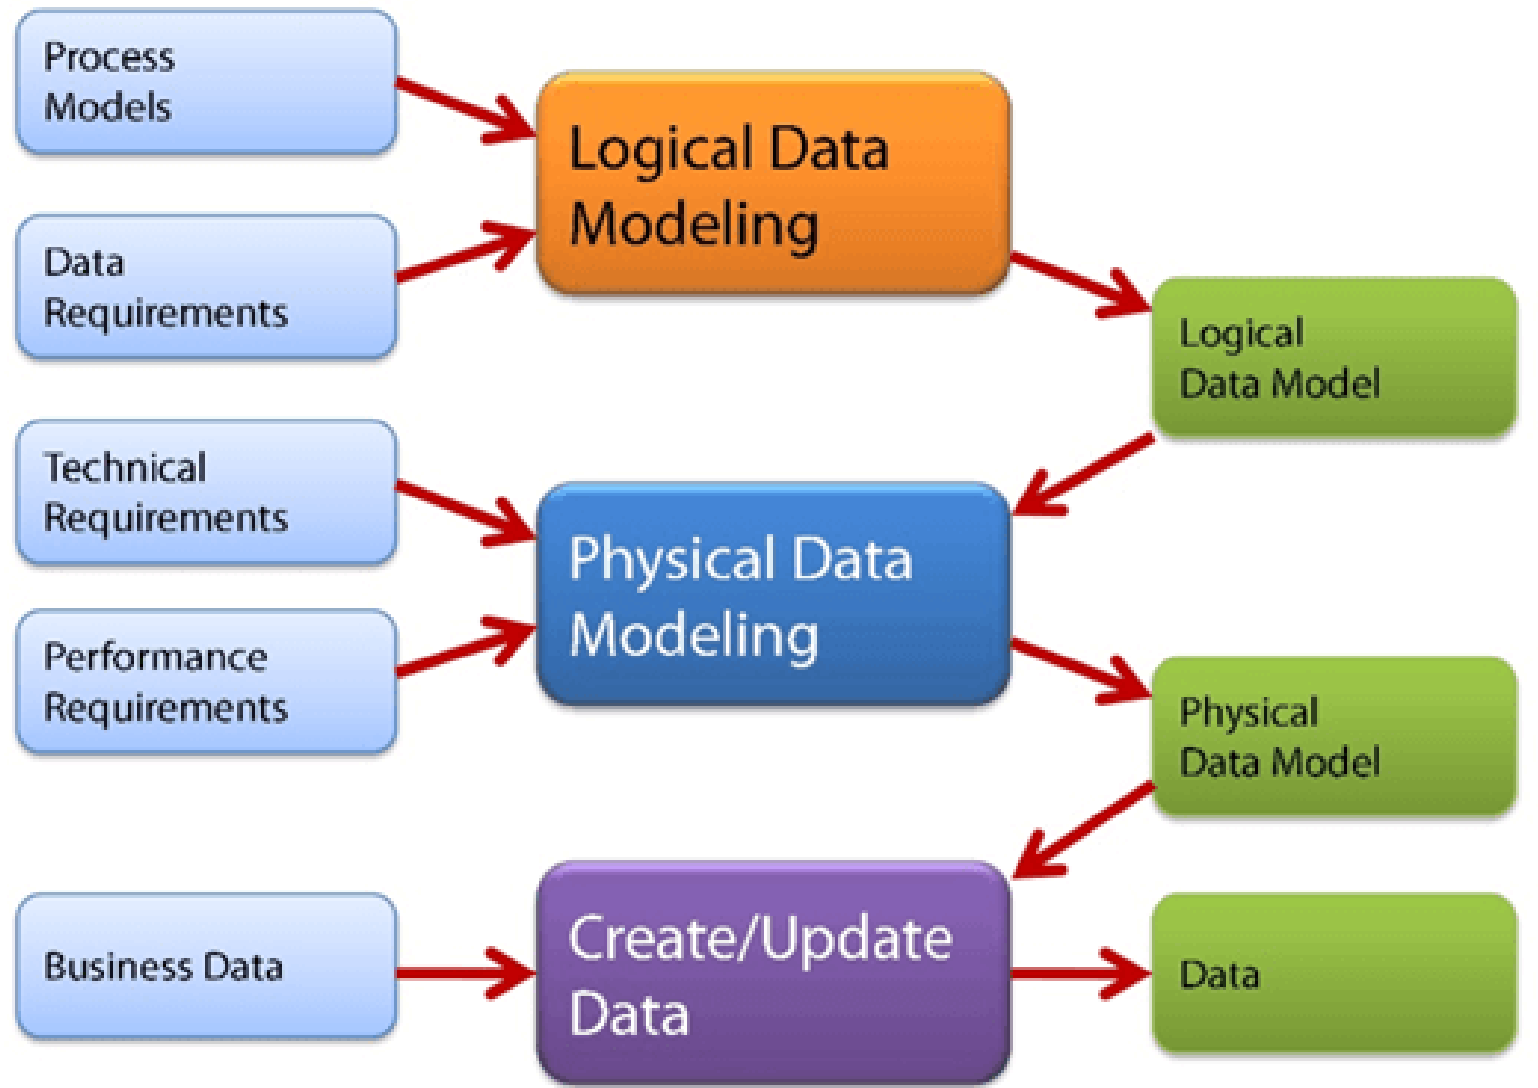 Process
Models
Logical Data
Modeling
Data
Requirements
Logical
Data Model
Technical
Requirements
Physical Data
Modeling
Performance
Requirements
Physical
Data Model
Business Data
Create/Update
Data
Data